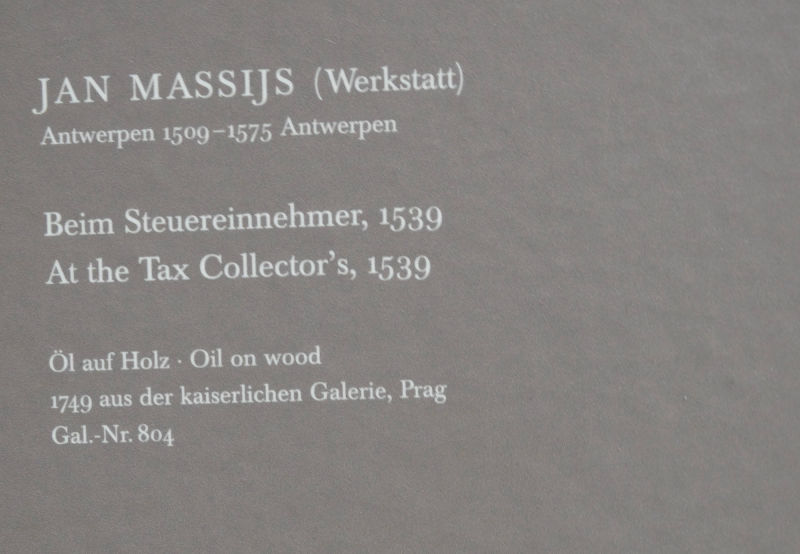 JAN MASSIJS (Werkstatt)
Antwerpen 1509–1575 Antwerpen
Beim Steuereinnehmer, 1539
At the Tax Collector's, 1539
Öl auf Holz · Oil on wood
1749 aus der kaiserlichen Galerie, Prag
Gal.-Nr. 804